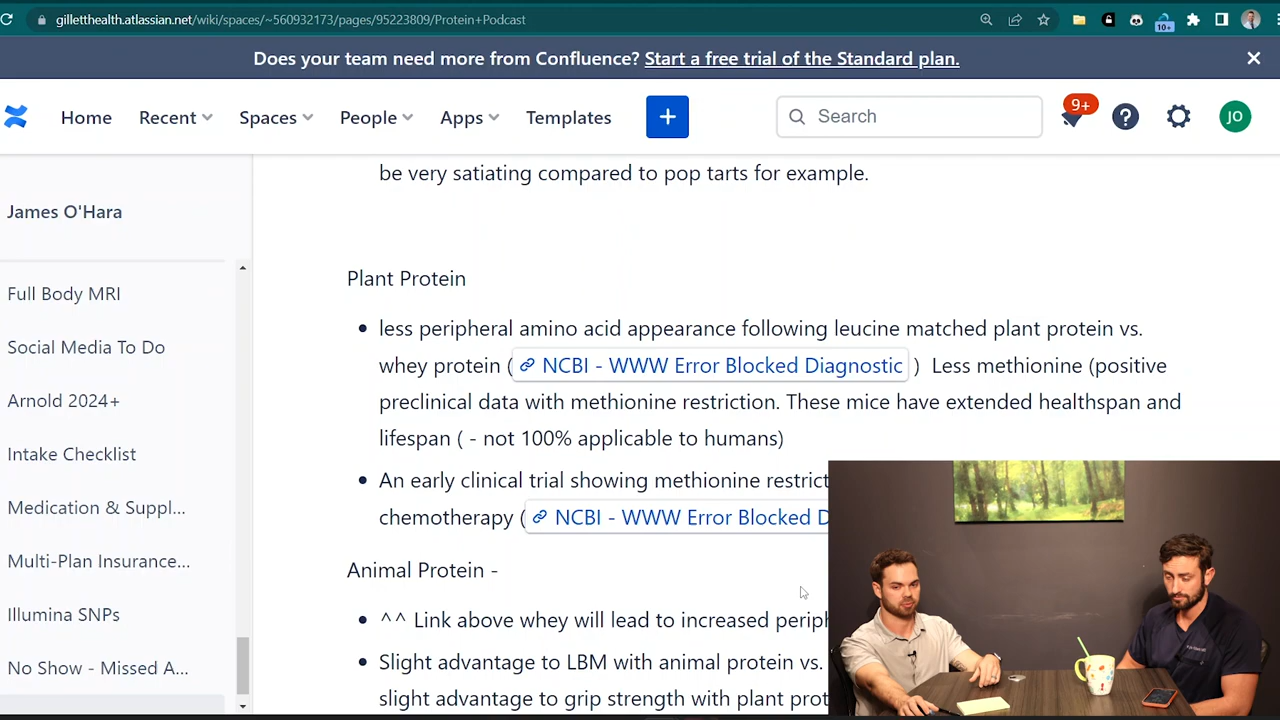 gilletthealth.atlassian.net/wiki/spaces/~560932173/pages/95223809/Protein+Podcast
10+
Does your team need more from Confluence? Start a free trial of the Standard plan.
Home Recent Spaces People Apps Templates + Search 9+ ? JO
be very satiating compared to pop tarts for example.
James O'Hara
Full Body MRI
Social Media To Do
Arnold 2024+
Intake Checklist
Medication & Suppl...
Multi-Plan Insurance...
Illumina SNPs
No Show - Missed A...
Plant Protein
• less peripheral amino acid appearance following leucine matched plant protein vs.
whey protein ( NCBI - WWW Error Blocked Diagnostic ) Less methionine (positive
preclinical data with methionine restriction. These mice have extended healthspan and
lifespan ( - not 100% applicable to humans)
• An early clinical trial showing methionine restrict
chemotherapy ( NCBI - WWW Error Blocked D
Animal Protein -
• ^^ Link above whey will lead to increased periph
• Slight advantage to LBM with animal protein vs.
slight advantage to grip strength with plant prot